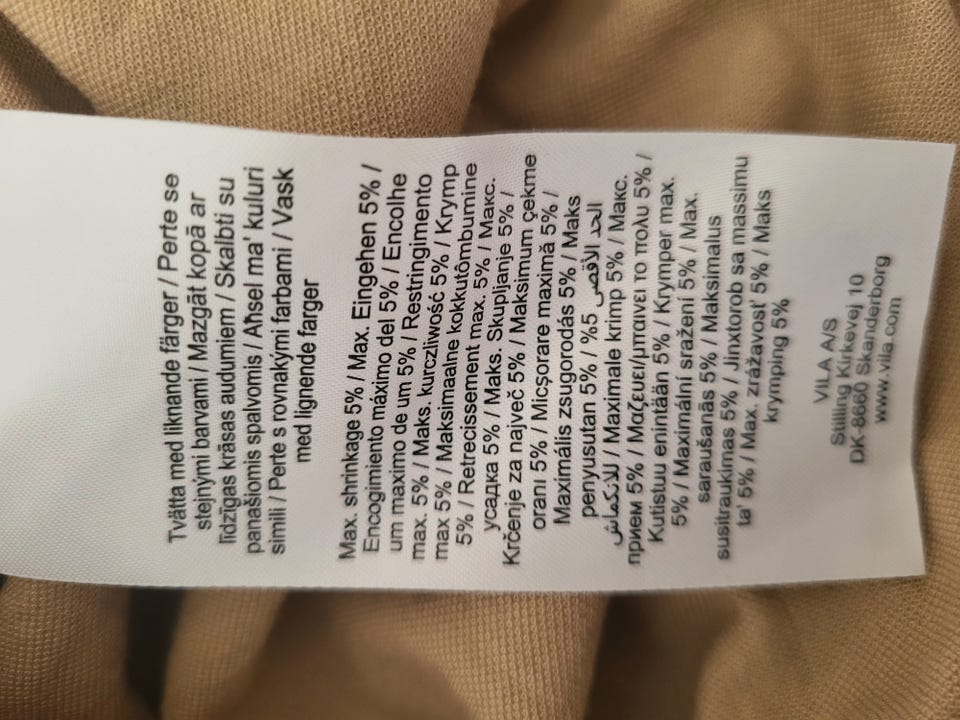 Tvätta med liknande färger / Perte se
stejnými barvami / Mazgāt kopā ar
līdzīgas krāsas audumiem / Skalbti su
panašiomis spalvomis / Aħsel ma' kuluri
simili / Perte s rovnakými farbami / Vask
med lignende farger
Max. shrinkage 5% / Max. Eingehen 5% /
Encogimiento máximo del 5% / Encolhe
um maximo de um 5% / Restringimento
max. 5% / Maks. kurczliwość 5% / Krymp
max 5% / Maksimaalne kokkutõmbumine
5% / Retrecissement max. 5% / Макс.
усадка 5% / Maks. Skupljanje 5% /
Krčenje za največ 5% / Maksimum çekme
oranı 5% / Micşorare maximă 5% /
Maximális zsugorodás 5% / Maks
penyusutan 5% / %5 الحد الأقصى
للانكماش / Maximale krimp 5% / Макс.
прием 5% / Μαζευει/μπαινει το πολυ 5% /
Kutistuu enintään 5% / Krymper max.
5% / Maximální sražení 5% / Max.
saraušanās 5% / Maksimalus
susitraukimas 5% / Jinxtorob sa massimu
ta' 5% / Max. zrážavosť 5% / Maks
krymping 5%
VILA A/S
Stilling Kirkevej 10
DK-8660 Skanderborg
www.vila.com